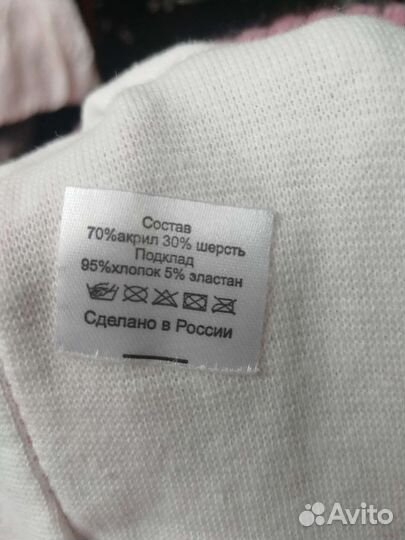 Состав
70%акрил 30% шерсть
Подклад
95%хлопок 5% эластан
Сделано в России
Avito